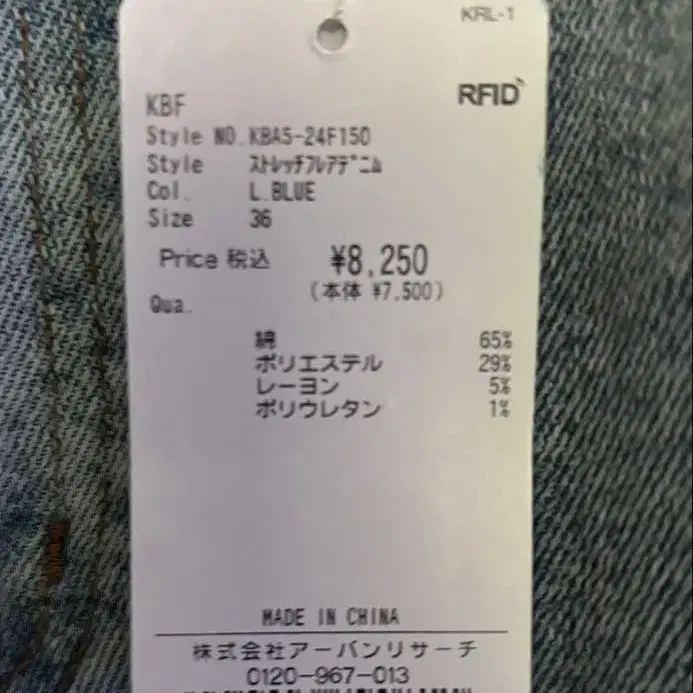 KRL-1
RFID
KBF
Style NO. KBA5-24F150
Style ストレッチフレアデニム
Col. L.BLUE
Size 36
Price 税込 ¥8,250
(本体 ¥7,500)
Qua.
綿 65%
ポリエステル 29%
レーヨン 5%
ポリウレタン 1%
MADE IN CHINA
株式会社アーバンリサーチ
0120-967-013